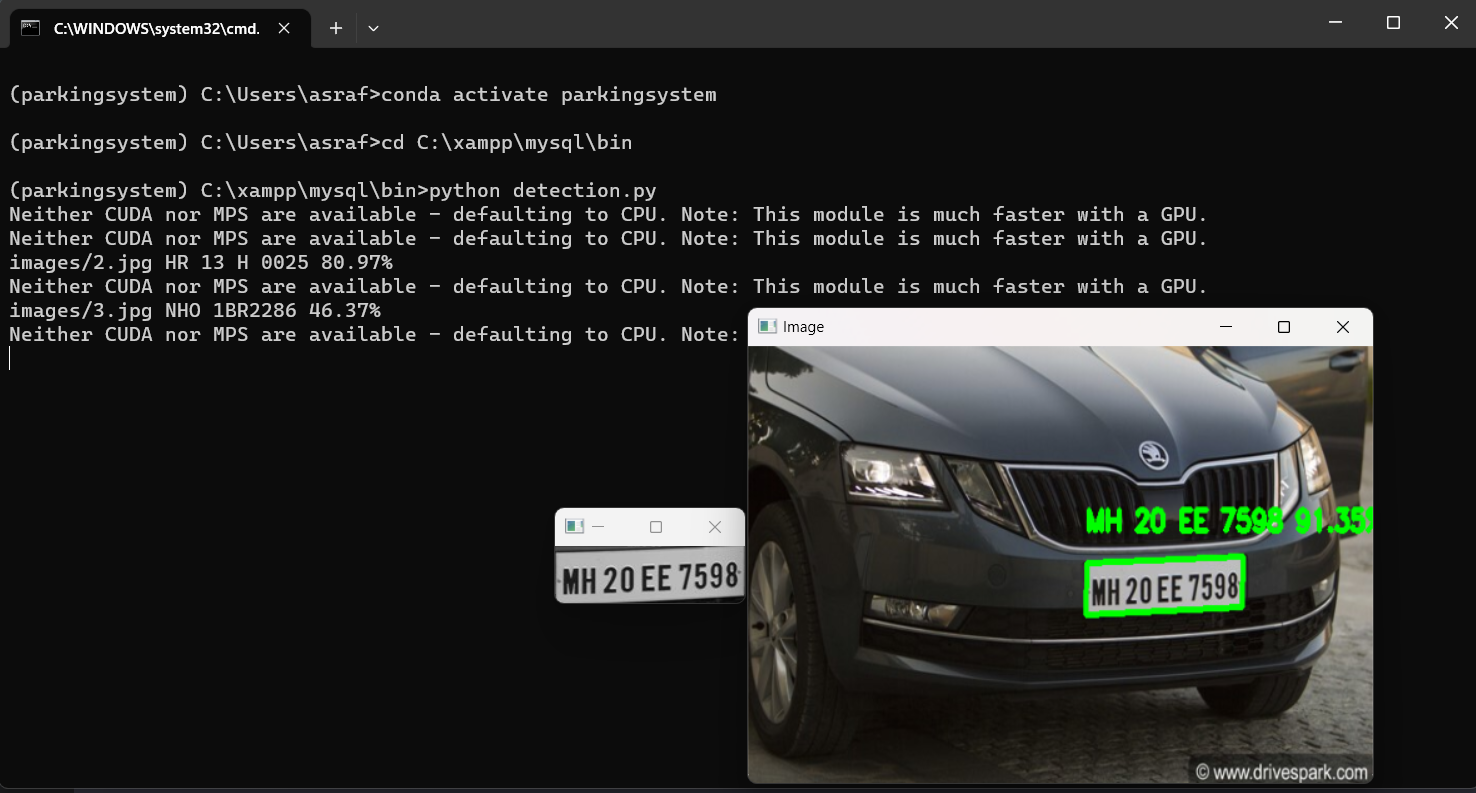 C:\WINDOWS\system32\cmd.
(parkingsystem) C:\Users\asraf>conda activate parkingsystem
(parkingsystem) C:\Users\asraf>cd C:\xampp\mysql\bin
(parkingsystem) C:\xampp\mysql\bin>python detection.py
Neither CUDA nor MPS are available - defaulting to CPU. Note: This module is much faster with a GPU.
Neither CUDA nor MPS are available - defaulting to CPU. Note: This module is much faster with a GPU.
images/2.jpg HR 13 H 0025 80.97%
Neither CUDA nor MPS are available - defaulting to CPU. Note: This module is much faster with a GPU.
images/3.jpg NHO 1BR2286 46.37%
Neither CUDA nor MPS are available - defaulting to CPU. Note:
Image
MH 20 EE 7598 91.35%
MH 20 EE 7598
MH 20 EE 7598
© www.drivespark.com